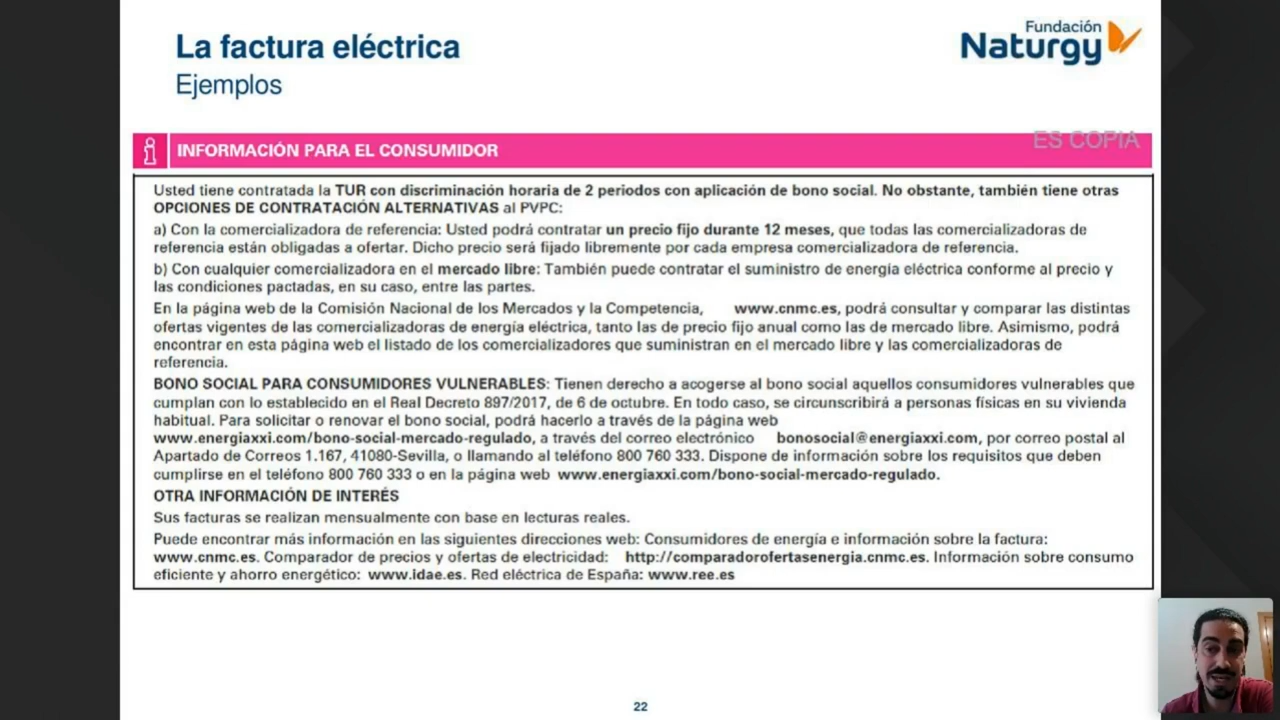 La factura eléctrica
Ejemplos
Fundación
Naturgy
ES COPIA
INFORMACIÓN PARA EL CONSUMIDOR
Usted tiene contratada la TUR con discriminación horaria de 2 periodos con aplicación de bono social. No obstante, también tiene otras
OPCIONES DE CONTRATACIÓN ALTERNATIVAS al PVPC:
a) Con la comercializadora de referencia: Usted podrá contratar un precio fijo durante 12 meses, que todas las comercializadoras de
referencia están obligadas a ofertar. Dicho precio será fijado libremente por cada empresa comercializadora de referencia.
b) Con cualquier comercializadora en el mercado libre: También puede contratar el suministro de energía eléctrica conforme al precio y
las condiciones pactadas, en su caso, entre las partes.
En la página web de la Comisión Nacional de los Mercados y la Competencia, www.cnmc.es, podrá consultar y comparar las distintas
ofertas vigentes de las comercializadoras de energía eléctrica, tanto las de precio fijo anual como las de mercado libre. Asimismo, podrá
encontrar en esta página web el listado de los comercializadores que suministran en el mercado libre y las comercializadoras de
referencia.
BONO SOCIAL PARA CONSUMIDORES VULNERABLES: Tienen derecho a acogerse al bono social aquellos consumidores vulnerables que
cumplan con lo establecido en el Real Decreto 897/2017, de 6 de octubre. En todo caso, se circunscribirá a personas físicas en su vivienda
habitual. Para solicitar o renovar el bono social, podrá hacerlo a través de la página web
www.energiaxxi.com/bono-social-mercado-regulado, a través del correo electrónico bonosocial@energiaxxi.com, por correo postal al
Apartado de Correos 1.167, 41080-Sevilla, o llamando al teléfono 800 760 333. Dispone de información sobre los requisitos que deben
cumplirse en el teléfono 800 760 333 o en la página web www.energiaxxi.com/bono-social-mercado-regulado.
OTRA INFORMACIÓN DE INTERÉS
Sus facturas se realizan mensualmente con base en lecturas reales.
Puede encontrar más información en las siguientes direcciones web: Consumidores de energía e información sobre la factura:
www.cnmc.es. Comparador de precios y ofertas de electricidad: http://comparadorofertasenergia.cnmc.es. Información sobre consumo
eficiente y ahorro energético: www.idae.es. Red eléctrica de España: www.ree.es
22